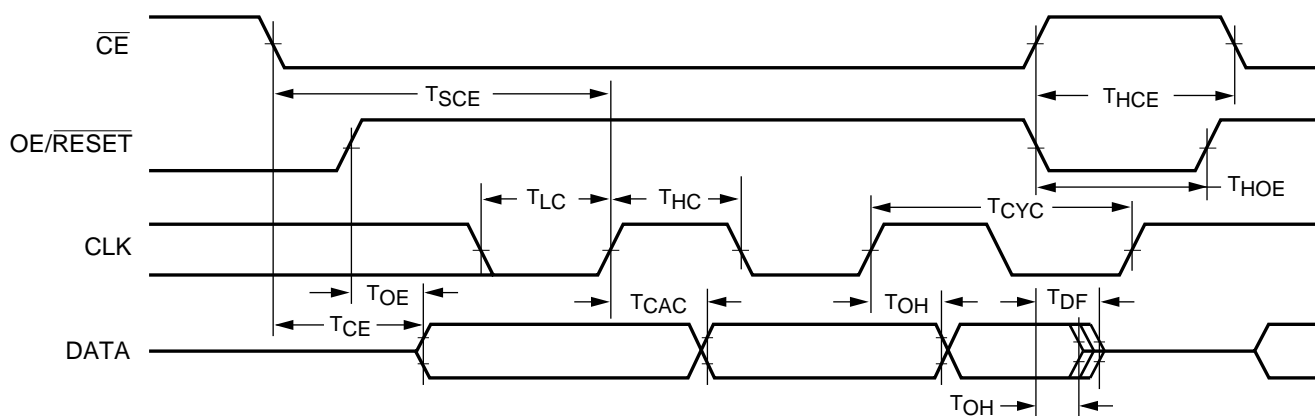 CE
TSCE
THCE
OE/RESET
TLC
THC
TCYC
THOE
CLK
TOE
TCAC
TOH
TDF
TCE
DATA
TOH